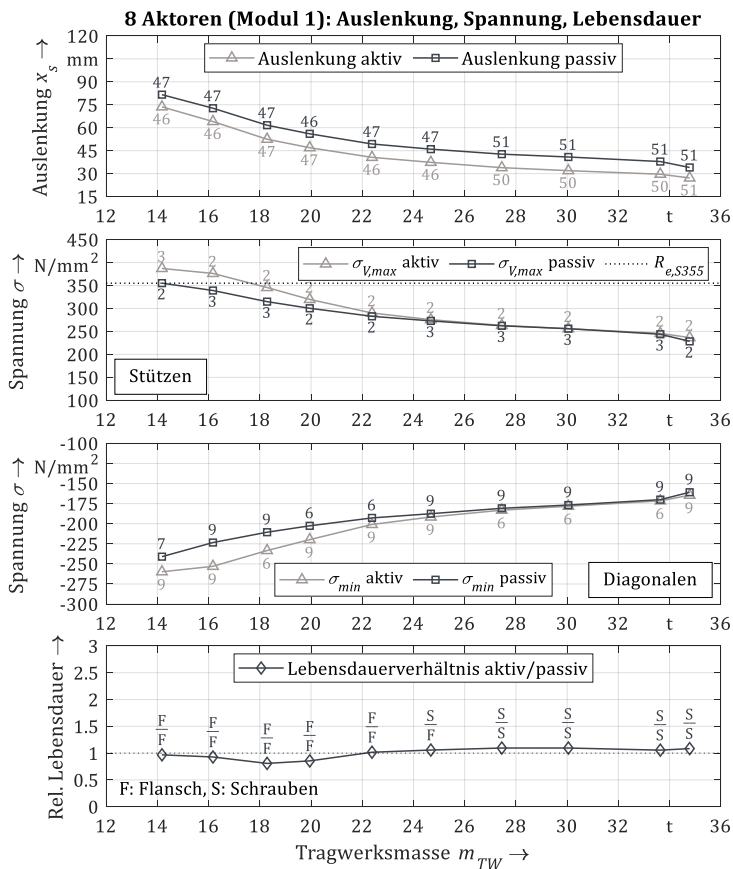 8 Aktoren (Modul 1): Auslenkung, Spannung, Lebensdauer
Auslenkung x_s →
120
mm
90
75
60
45
30
15
Auslenkung aktiv
Auslenkung passiv
47 47 47 46 47 47 51 51 51 51
46 46 47 47 46 46 50 50 50 51
12 14 16 18 20 22 24 26 28 30 32 t 36
Spannung σ →
450
N/mm²
350
300
250
200
150
100
σ_V,max aktiv
σ_V,max passiv
R_e,S355
3 2 2 2 2 2 2 2 2 2
2 3 3 2 2 3 3 3 3 2
Stützen
12 14 16 18 20 22 24 26 28 30 32 t 36
Spannung σ →
-100
N/mm²
-150
-175
-200
-225
-250
-275
-300
7 9 9 6 6 9 9 9 9 9
9 9 6 9 9 9 6 6 6 9
σ_min aktiv
σ_min passiv
Diagonalen
12 14 16 18 20 22 24 26 28 30 32 t 36
Rel. Lebensdauer →
3
2.5
2
1.5
1
0.5
0
Lebensdauerverhältnis aktiv/passiv
F F F F F S S S S S
F F F F F F S S S S
F: Flansch, S: Schrauben
12 14 16 18 20 22 24 26 28 30 32 t 36
Tragwerksmasse m_TW →